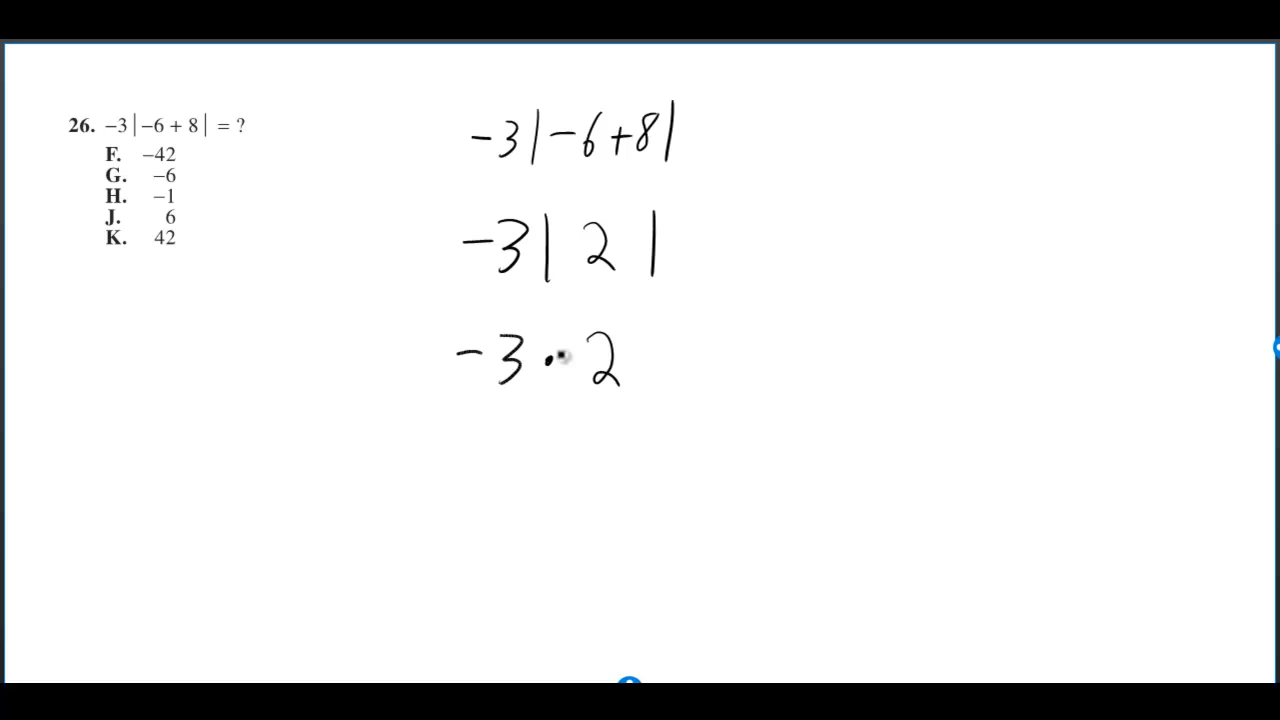 26. −3|−6 + 8| = ?
F. −42
G. −6
H. −1
J. 6
K. 42
-3|-6+8|
-3| 2 |
-3 · 2